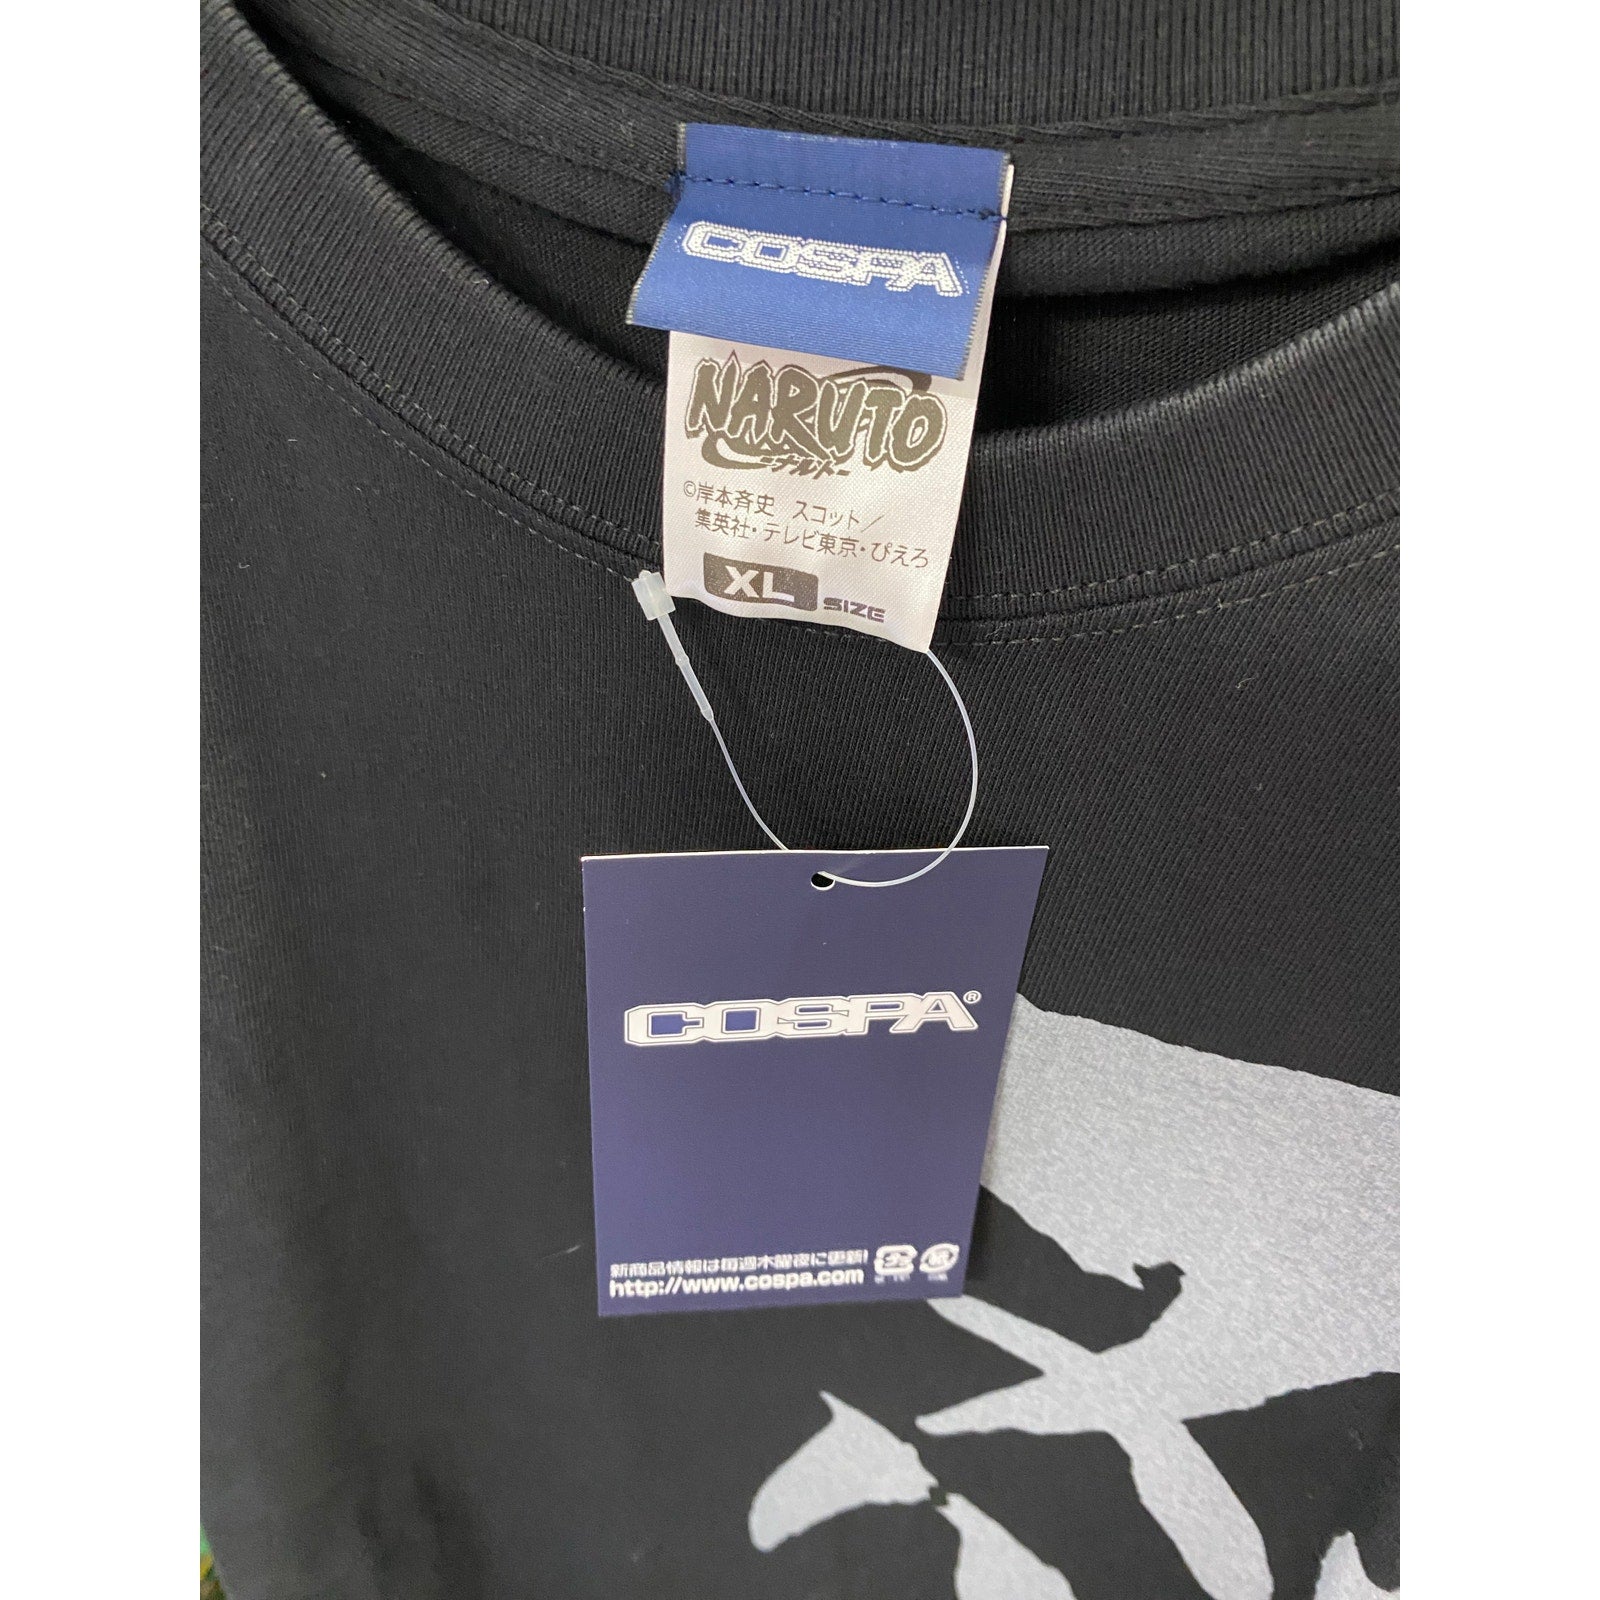 COSPA
NARUTO
-ナルト-
©岸本斉史 スコット／
集英社・テレビ東京・ぴえろ
XL SIZE
COSPA®
新商品情報は毎週木曜夜に更新!
http://www.cospa.com